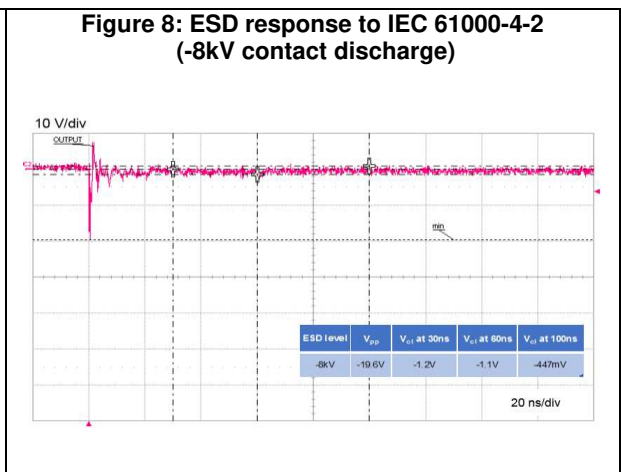 Figure 8: ESD response to IEC 61000-4-2
(-8kV contact discharge)
10 V/div
OUTPUT
min
ESD level Vpp Vcl at 30ns Vcl at 60ns Vcl at 100ns
-8kV -19.6V -1.2V -1.1V -447mV
20 ns/div